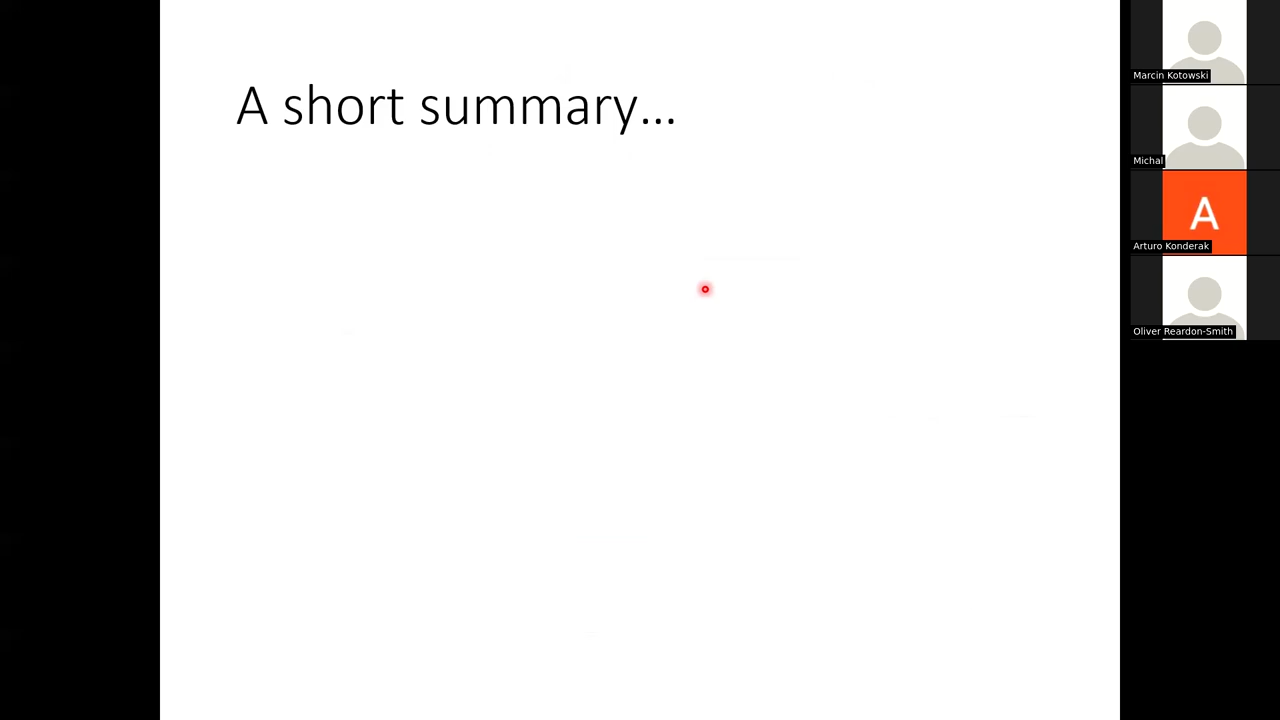 A short summary...
Marcin Kotowski
Michal
A
Arturo Konderak
Oliver Reardon-Smith